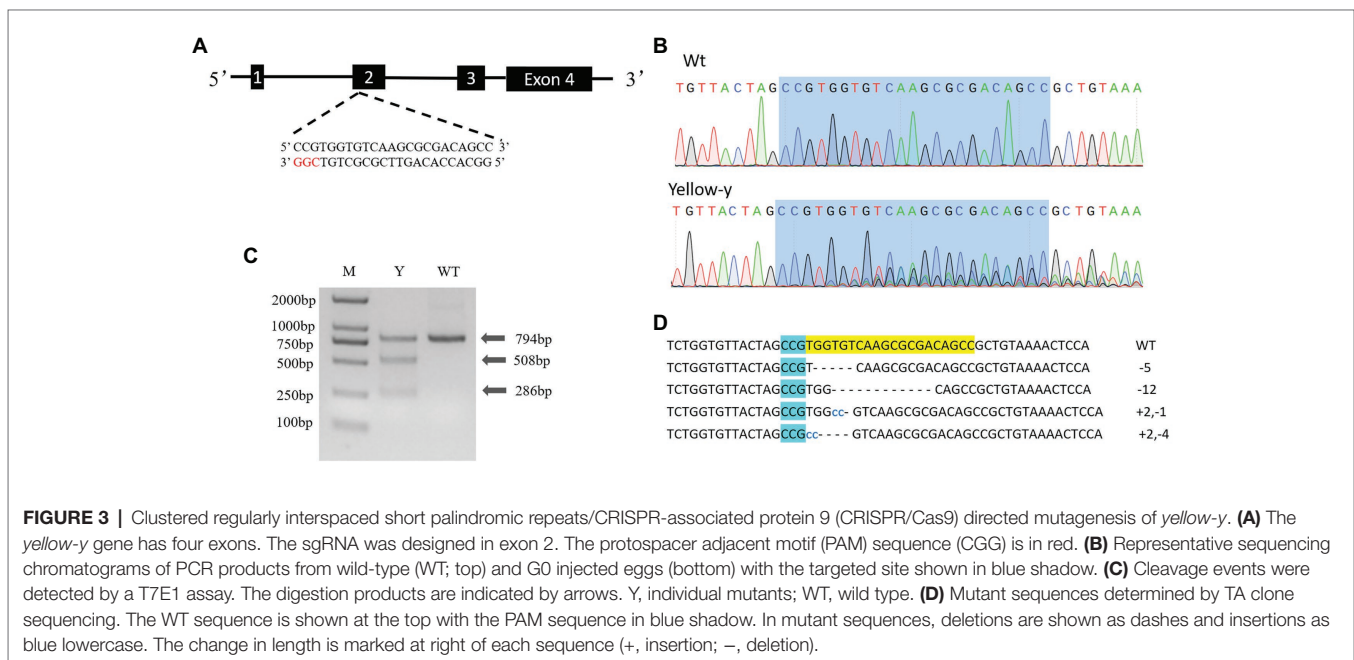 A
5’
1
2
3
Exon 4
3’
5’CCGTGGTGTCAAGCGCGACAGCC 3’
3’GGCTGTCGCGCTTGACACCACGG 5’
B
Wt
TGTTACTAGCCGTGGTGTCAAGCGCGACAGCCGCTGTAAA
Yellow-y
TGTTACTAGCCGTGGTGTCAAGCGCGACAGCCGCTGTAAA
C
M Y WT
2000bp
1000bp
750bp
500bp
250bp
100bp
794bp
508bp
286bp
D
TCTGGTGTTACTAGCCGTGGTGTCAAGCGCGACAGCCGCTGTAAAACTCCA WT
TCTGGTGTTACTAGCCGT-----CAAGCGCGACAGCCGCTGTAAAACTCCA -5
TCTGGTGTTACTAGCCGTGG------------CAGCCGCTGTAAAACTCCA -12
TCTGGTGTTACTAGCCGTGGcc-GTCAAGCGCGACAGCCGCTGTAAAACTCCA +2,-1
TCTGGTGTTACTAGCCGcc----GTCAAGCGCGACAGCCGCTGTAAAACTCCA +2,-4
FIGURE 3 | Clustered regularly interspaced short palindromic repeats/CRISPR-associated protein 9 (CRISPR/Cas9) directed mutagenesis of yellow-y. (A) The
yellow-y gene has four exons. The sgRNA was designed in exon 2. The protospacer adjacent motif (PAM) sequence (CGG) is in red. (B) Representative sequencing
chromatograms of PCR products from wild-type (WT; top) and G0 injected eggs (bottom) with the targeted site shown in blue shadow. (C) Cleavage events were
detected by a T7E1 assay. The digestion products are indicated by arrows. Y, individual mutants; WT, wild type. (D) Mutant sequences determined by TA clone
sequencing. The WT sequence is shown at the top with the PAM sequence in blue shadow. In mutant sequences, deletions are shown as dashes and insertions as
blue lowercase. The change in length is marked at right of each sequence (+, insertion; −, deletion).